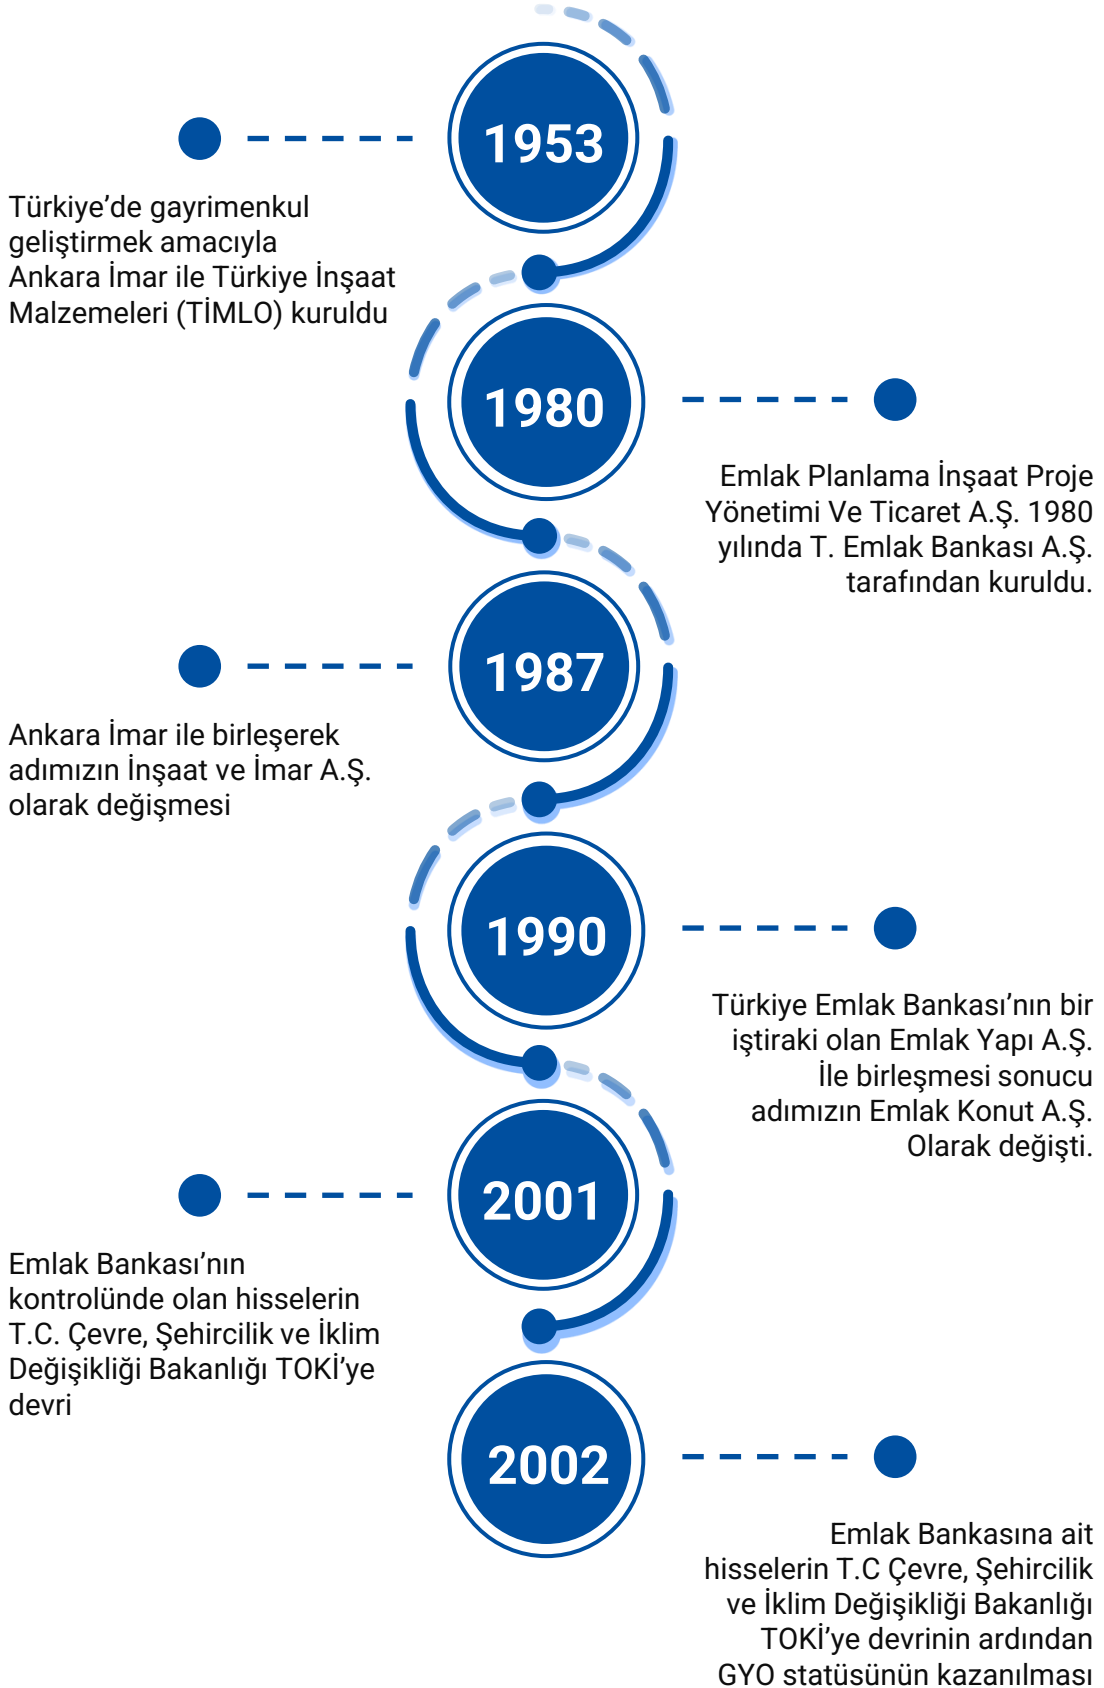 1953
Türkiye’de gayrimenkul
geliştirmek amacıyla
Ankara İmar ile Türkiye İnşaat
Malzemeleri (TİMLO) kuruldu
1980
Emlak Planlama İnşaat Proje
Yönetimi Ve Ticaret A.Ş. 1980
yılında T. Emlak Bankası A.Ş.
tarafından kuruldu.
1987
Ankara İmar ile birleşerek
adımızın İnşaat ve İmar A.Ş.
olarak değişmesi
1990
Türkiye Emlak Bankası’nın bir
iştiraki olan Emlak Yapı A.Ş.
İle birleşmesi sonucu
adımızın Emlak Konut A.Ş.
Olarak değişti.
2001
Emlak Bankası’nın
kontrolünde olan hisselerin
T.C. Çevre, Şehircilik ve İklim
Değişikliği Bakanlığı TOKİ’ye
devri
2002
Emlak Bankasına ait
hisselerin T.C Çevre, Şehircilik
ve İklim Değişikliği Bakanlığı
TOKİ’ye devrinin ardından
GYO statüsünün kazanılması